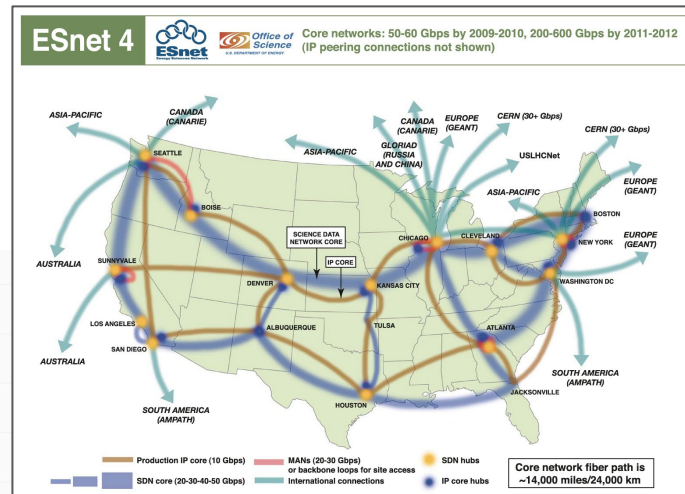 ESnet 4
ESnet
Energy Sciences Network
Office of
Science
U.S. DEPARTMENT OF ENERGY
Core networks: 50-60 Gbps by 2009-2010, 200-600 Gbps by 2011-2012
(IP peering connections not shown)
ASIA-PACIFIC
CANADA
(CANARIE)
ASIA-PACIFIC
GLORIAD
(RUSSIA
AND CHINA)
CANADA
(CANARIE)
EUROPE
(GEANT)
CERN (30+ Gbps)
USLHCNet
ASIA-PACIFIC
CERN (30+ Gbps)
EUROPE
(GEANT)
EUROPE
(GEANT)
SEATTLE
BOISE
SCIENCE DATA
NETWORK CORE
IP CORE
CHICAGO
CLEVELAND
BOSTON
NEW YORK
WASHINGTON DC
AUSTRALIA
SUNNYVALE
DENVER
KANSAS CITY
LOS ANGELES
ALBUQUERQUE
TULSA
ATLANTA
SAN DIEGO
AUSTRALIA
SOUTH AMERICA
(AMPATH)
HOUSTON
JACKSONVILLE
SOUTH AMERICA
(AMPATH)
Production IP core (10 Gbps)
SDN core (20-30-40-50 Gbps)
MANs (20-30 Gbps)
or backbone loops for site access
International connections
SDN hubs
IP core hubs
Core network fiber path is
~14,000 miles/24,000 km